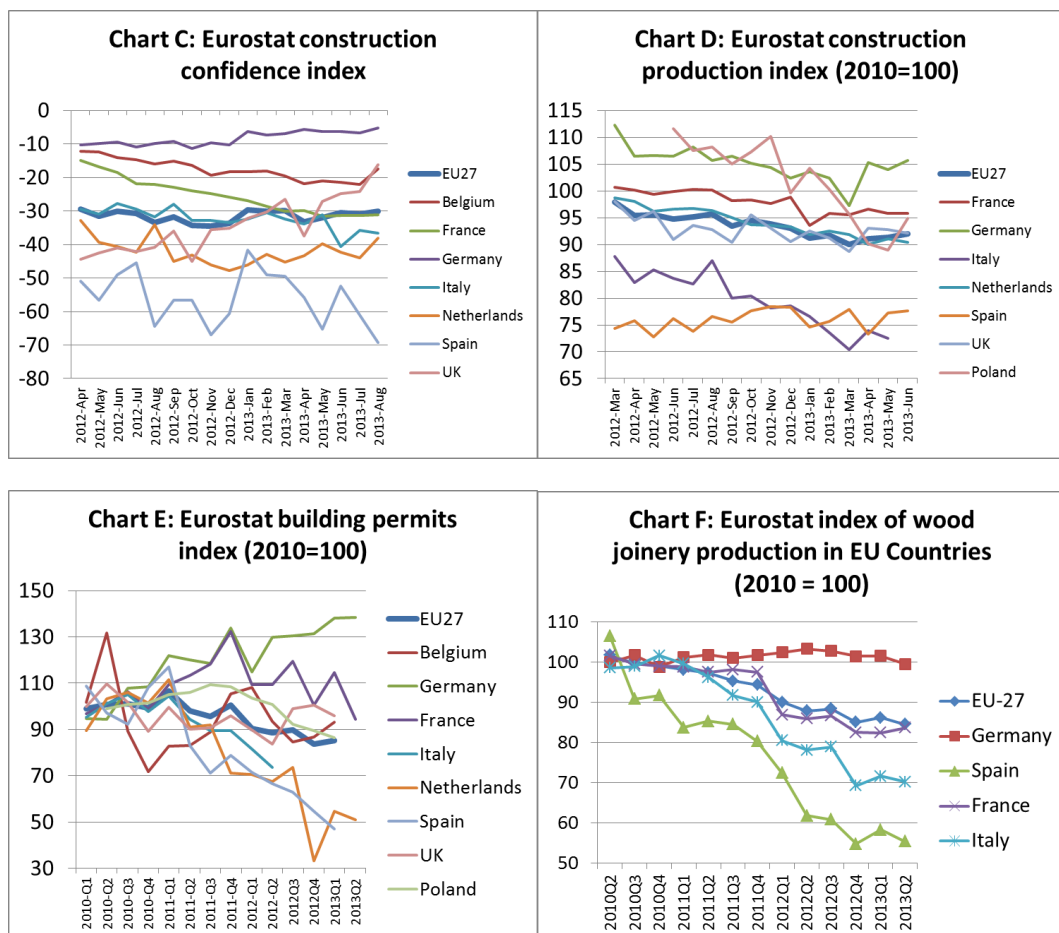 Chart C: Eurostat construction
confidence index
0
-10
-20
-30
-40
-50
-60
-70
-80
2012-Apr
2012-May
2012-Jun
2012-Jul
2012-Aug
2012-Sep
2012-Oct
2012-Nov
2012-Dec
2013-Jan
2013-Feb
2013-Mar
2013-Apr
2013-May
2013-Jun
2013-Jul
2013-Aug
EU27
Belgium
France
Germany
Italy
Netherlands
Spain
UK
Chart D: Eurostat construction
production index (2010=100)
115
110
105
100
95
90
85
80
75
70
65
2012-Mar
2012-Apr
2012-May
2012-Jun
2012-Jul
2012-Aug
2012-Sep
2012-Oct
2012-Nov
2012-Dec
2013-Jan
2013-Feb
2013-Mar
2013-Apr
2013-May
2013-Jun
EU27
France
Germany
Italy
Netherlands
Spain
UK
Poland
Chart E: Eurostat building permits
index (2010=100)
150
130
110
90
70
50
30
2010-Q1
2010-Q2
2010-Q3
2010-Q4
2011-Q1
2011-Q2
2011-Q3
2011-Q4
2012-Q1
2012-Q2
2012Q3
2012Q4
2013Q1
2013Q2
EU27
Belgium
Germany
France
Italy
Netherlands
Spain
UK
Poland
Chart F: Eurostat index of wood
joinery production in EU Countries
(2010 = 100)
110
100
90
80
70
60
50
2010Q2
2010Q3
2010Q4
2011Q1
2011Q2
2011Q3
2011Q4
2012Q1
2012Q2
2012Q3
2012Q4
2013Q1
2013Q2
EU-27
Germany
Spain
France
Italy